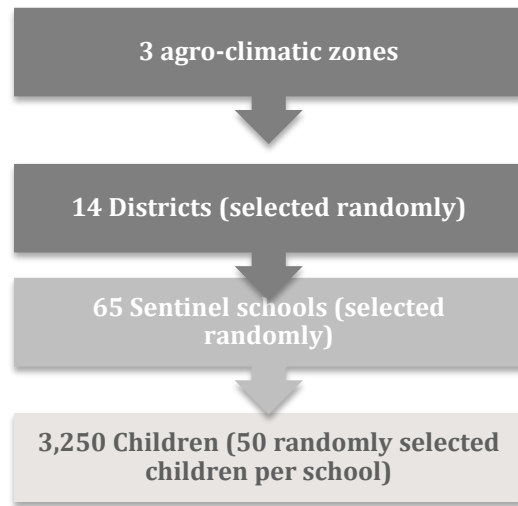 3 agro-climatic zones
14 Districts (selected randomly)
65 Sentinel schools (selected
randomly)
3,250 Children (50 randomly selected
children per school)